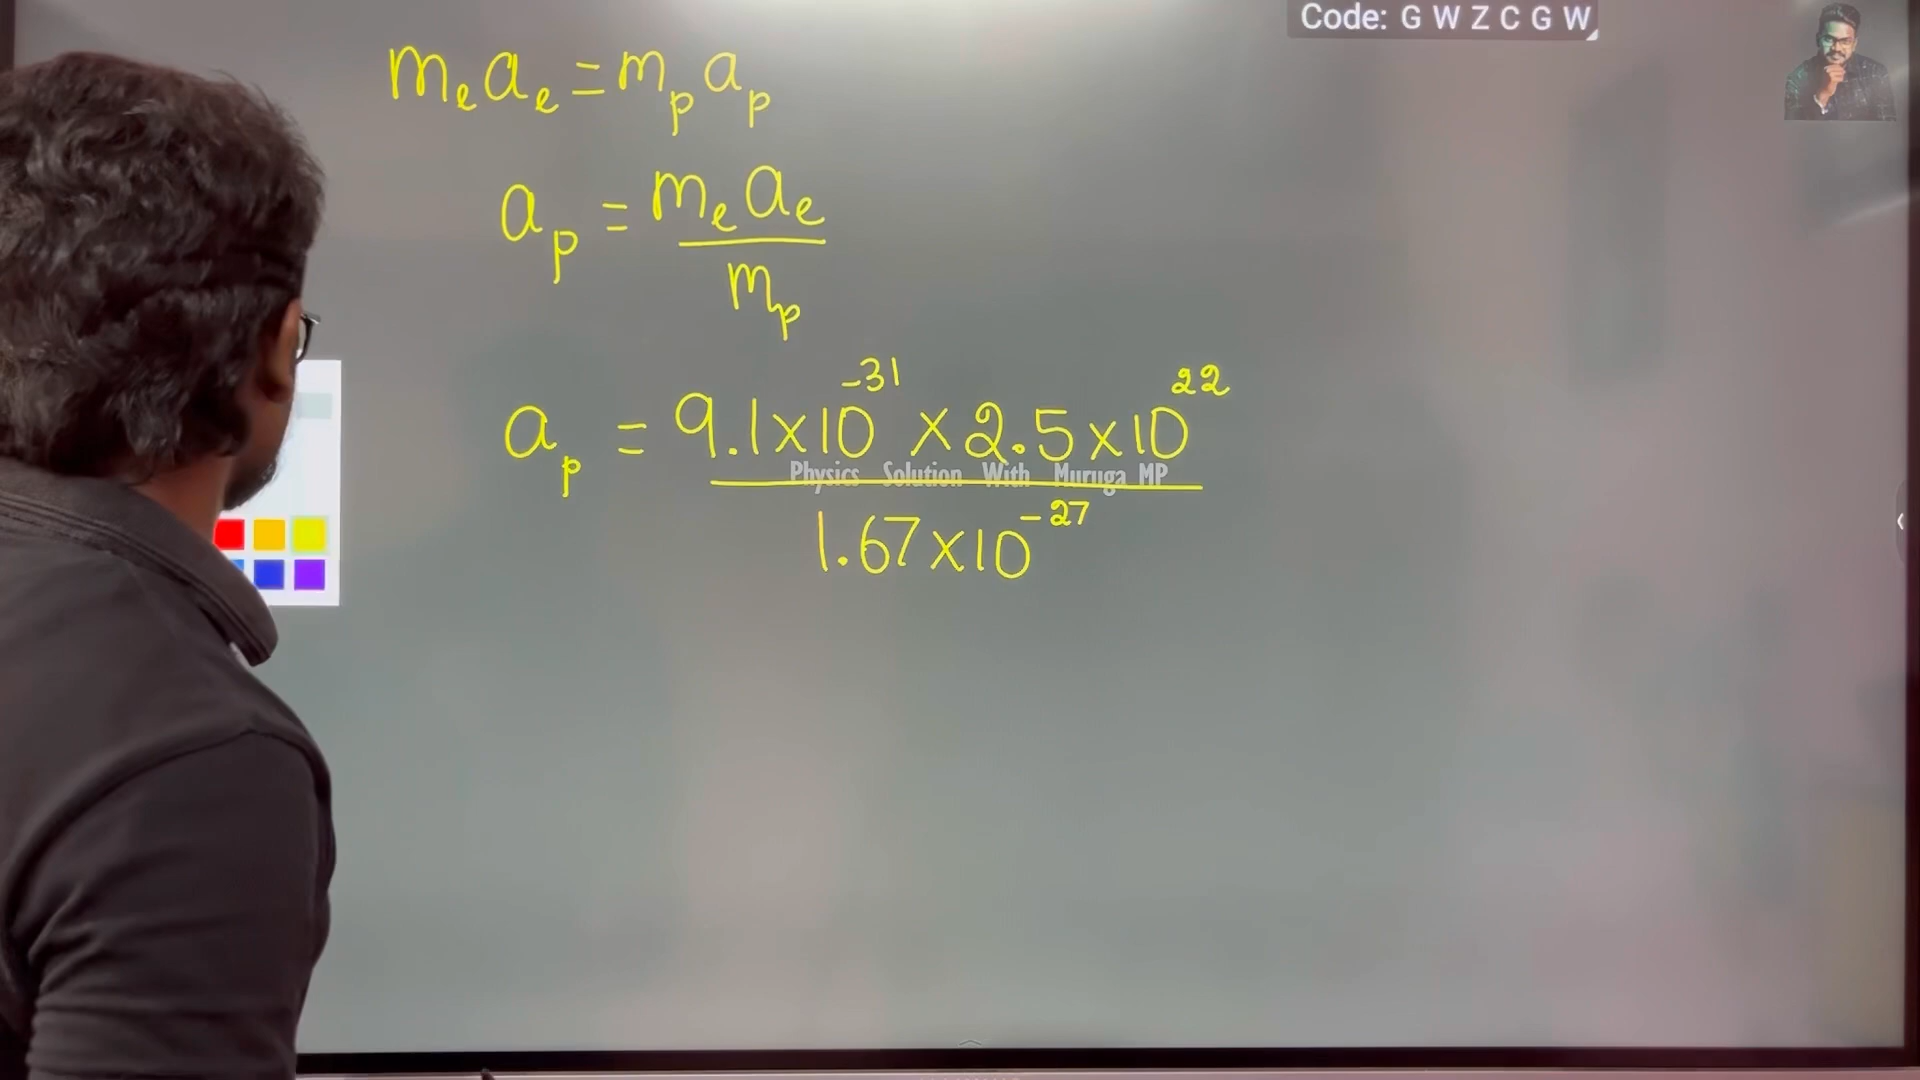 Code: G W Z C G W
mₑaₑ = mₚaₚ
aₚ = mₑaₑ
mₚ
aₚ = 9.1×10⁻³¹ × 2.5×10²²
Physics Solution With Muruga MP
1.67×10⁻²⁷